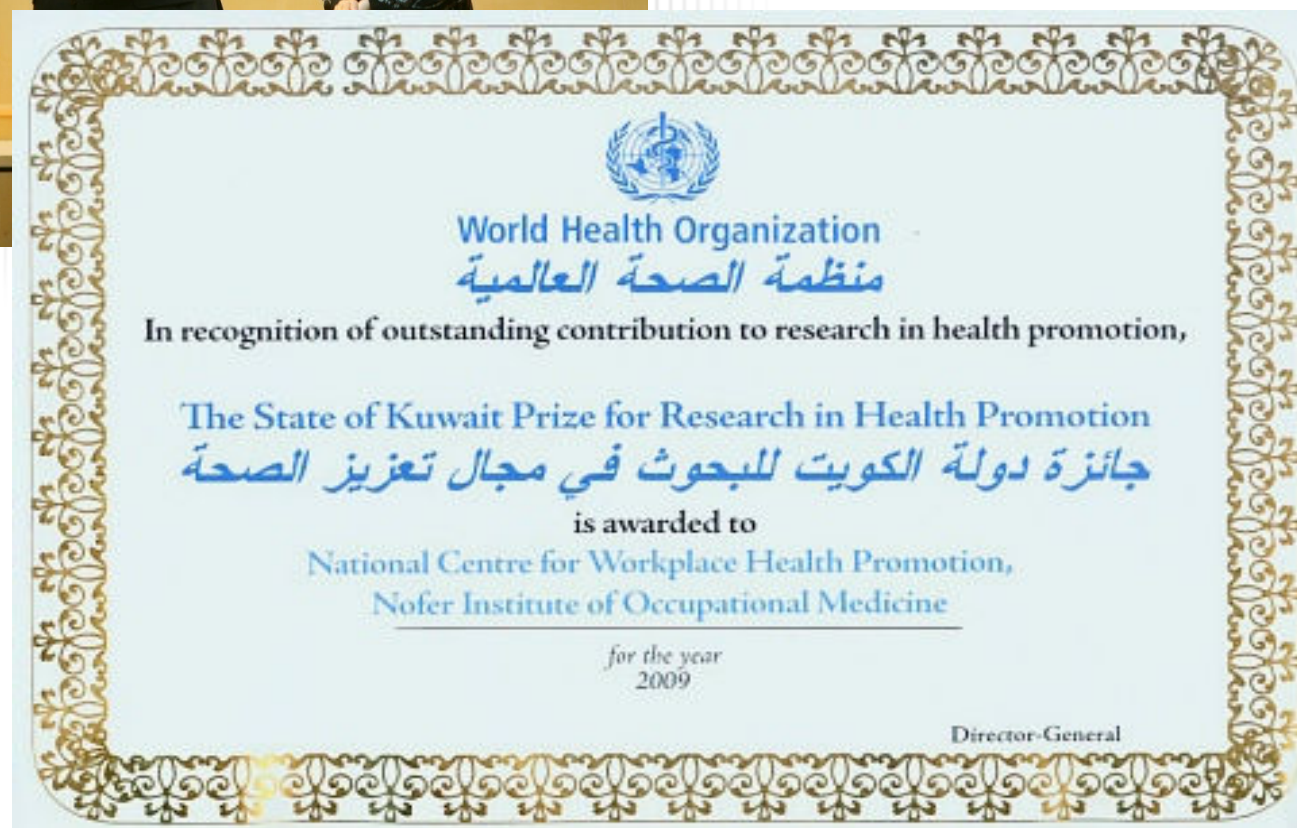 World Health Organization
منظمة الصحة العالمية
In recognition of outstanding contribution to research in health promotion,
The State of Kuwait Prize for Research in Health Promotion
جائزة دولة الكويت للبحوث في مجال تعزيز الصحة
is awarded to
National Centre for Workplace Health Promotion,
Nofer Institute of Occupational Medicine
for the year
2009
Director-General